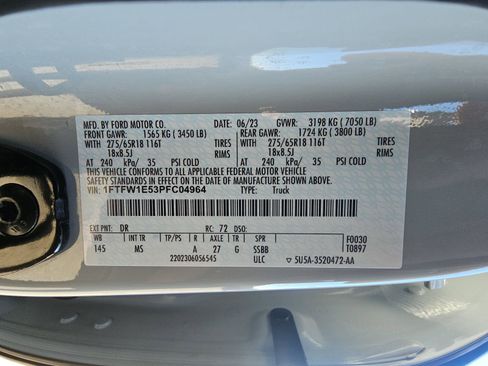 MFD. BY FORD MOTOR CO. DATE: 06/23 GVWR: 3198 KG ( 7050 LB)
FRONT GAWR: 1565 KG( 3450 LB) REAR GAWR: 1724 KG( 3800 LB)
275/65R18 116T TIRES 275/65R18 116T TIRES
18x8.5J RIMS 18x8.5J RIMS
AT 240 kPa/ 35 PSI COLD AT 240 kPa/ 35 PSI COLD
THIS VEHICLE CONFORMS TO ALL APPLICABLE FEDERAL MOTOR VEHICLE
SAFETY STANDARDS IN EFFECT ON THE DATE OF MANUFACTURE SHOWN ABOVE.
VIN: 1FTFW1E53PFC04964 TYPE: Truck
EXT PNT: DR RC: 72 DSO:
WB INT TR TP/PS R AXLE TR SPR F0030
145 MS A 27 G SSBB T0897
2202306056545 ULC 5U5A-3520472-AA